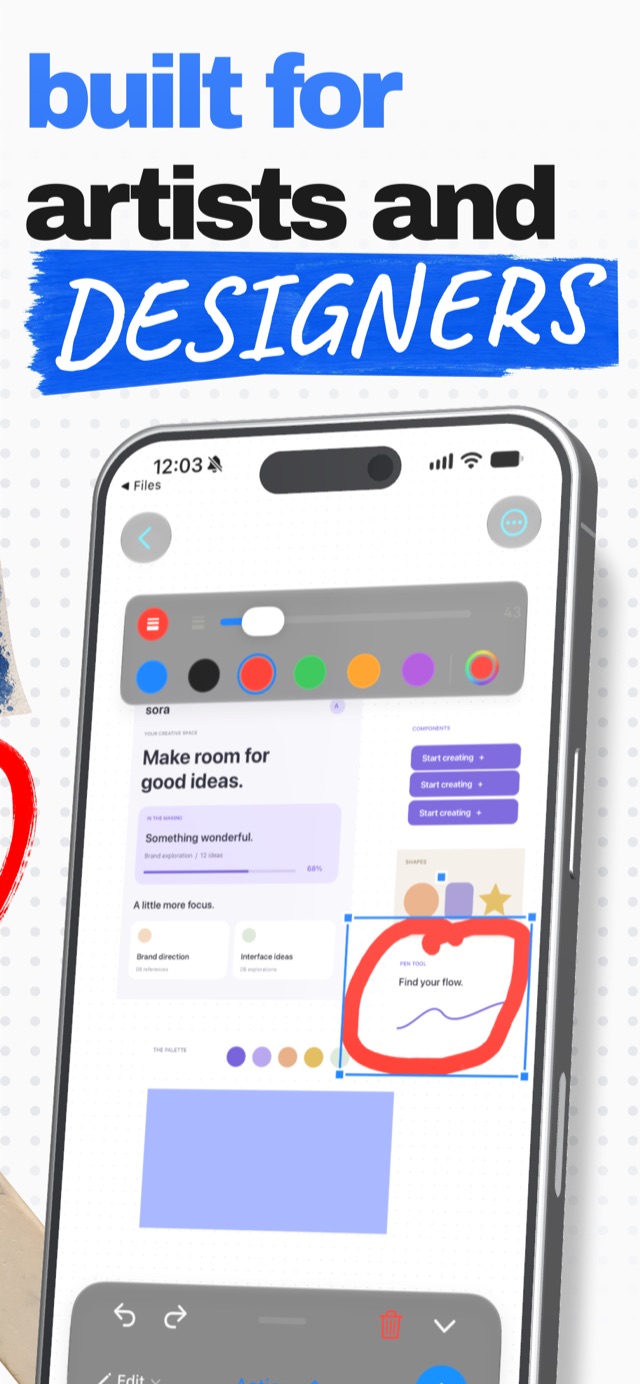 built for
artists and
DESIGNERS
12:03
Files
43
sora
A
YOUR CREATIVE SPACE
Make room for
good ideas.
IN THE MAKING
Something wonderful.
Brand exploration / 12 ideas
68%
A little more focus.
Brand direction
08 references
Interface ideas
08 explorations
COMPONENTS
Start creating +
Start creating +
Start creating +
SHAPES
PEN TOOL
Find your flow.
THE PALETTE
Edit